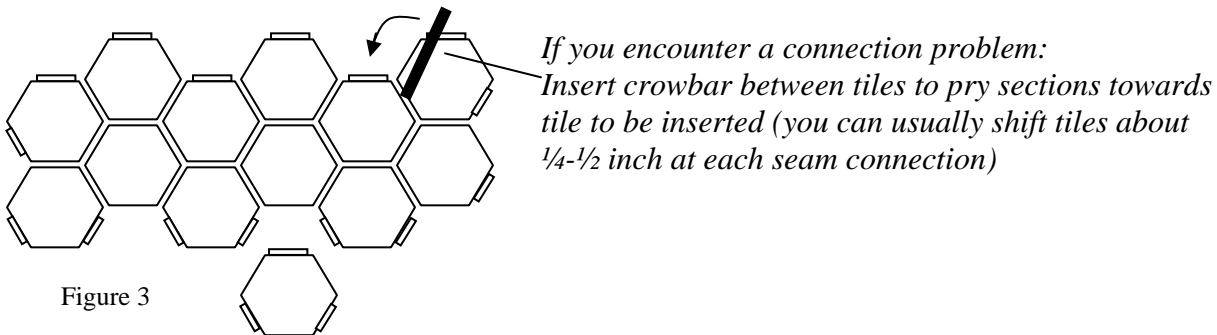 If you encounter a connection problem:
Insert crowbar between tiles to pry sections towards
tile to be inserted (you can usually shift tiles about
¼-½ inch at each seam connection)
Figure 3